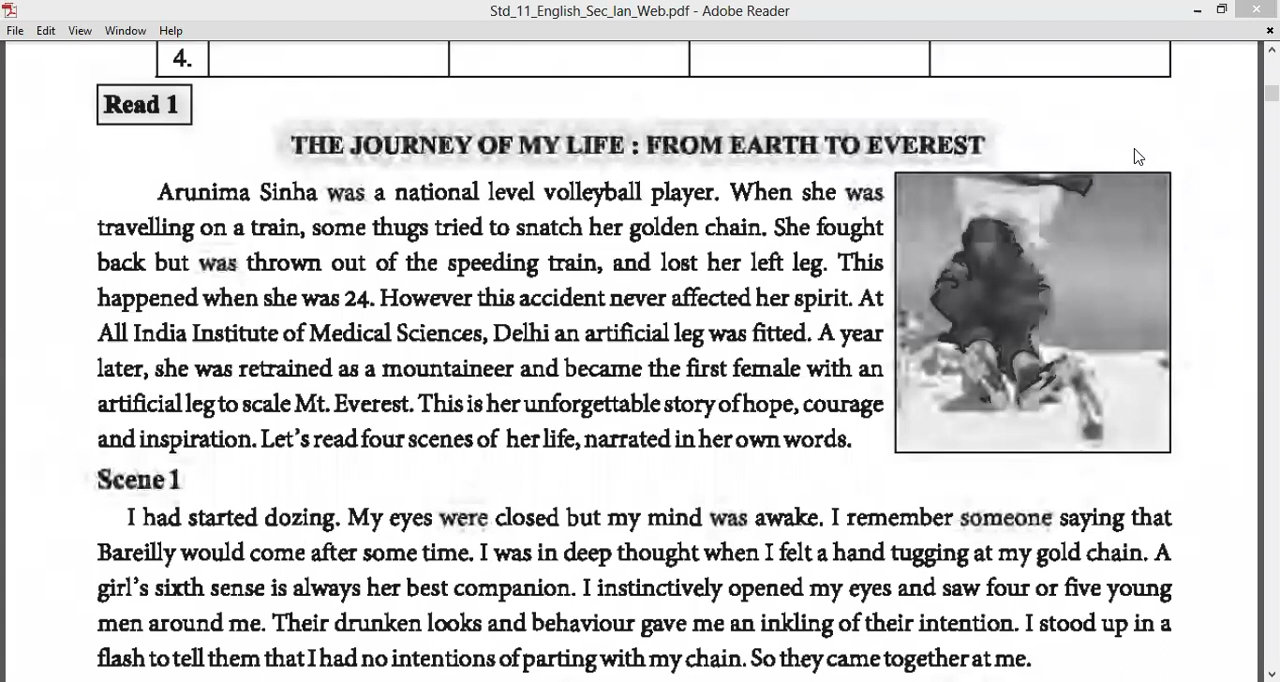 Std_11_English_Sec_lan_Web.pdf - Adobe Reader
File Edit View Window Help
4.
Read 1
THE JOURNEY OF MY LIFE : FROM EARTH TO EVEREST
Arunima Sinha was a national level volleyball player. When she was
travelling on a train, some thugs tried to snatch her golden chain. She fought
back but was thrown out of the speeding train, and lost her left leg. This
happened when she was 24. However this accident never affected her spirit. At
All India Institute of Medical Sciences, Delhi an artificial leg was fitted. A year
later, she was retrained as a mountaineer and became the first female with an
artificial leg to scale Mt. Everest. This is her unforgettable story of hope, courage
and inspiration. Let's read four scenes of her life, narrated in her own words.
Scene 1
I had started dozing. My eyes were closed but my mind was awake. I remember someone saying that
Bareilly would come after some time. I was in deep thought when I felt a hand tugging at my gold chain. A
girl's sixth sense is always her best companion. I instinctively opened my eyes and saw four or five young
men around me. Their drunken looks and behaviour gave me an inkling of their intention. I stood up in a
flash to tell them that I had no intentions of parting with my chain. So they came together at me.